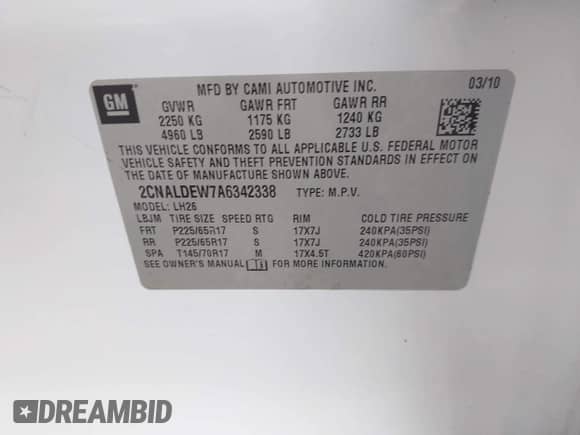 GM
MFD BY CAMI AUTOMOTIVE INC. 03/10
GVWR GAWR FRT GAWR RR
2250 KG 1175 KG 1240 KG
4960 LB 2590 LB 2733 LB
THIS VEHICLE CONFORMS TO ALL APPLICABLE U.S. FEDERAL MOTOR
VEHICLE SAFETY AND THEFT PREVENTION STANDARDS IN EFFECT ON
THE DATE OF MANUFACTURE SHOWN ABOVE.
2CNALDEW7A6342338 TYPE: M.P.V.
MODEL: LH26
LBJM TIRE SIZE SPEED RTG RIM COLD TIRE PRESSURE
FRT P225/65R17 S 17X7J 240KPA(35PSI)
RR P225/65R17 S 17X7J 240KPA(35PSI)
SPA T145/70R17 M 17X4.5T 420KPA(60PSI)
SEE OWNER'S MANUAL FOR MORE INFORMATION.
DREAMBID